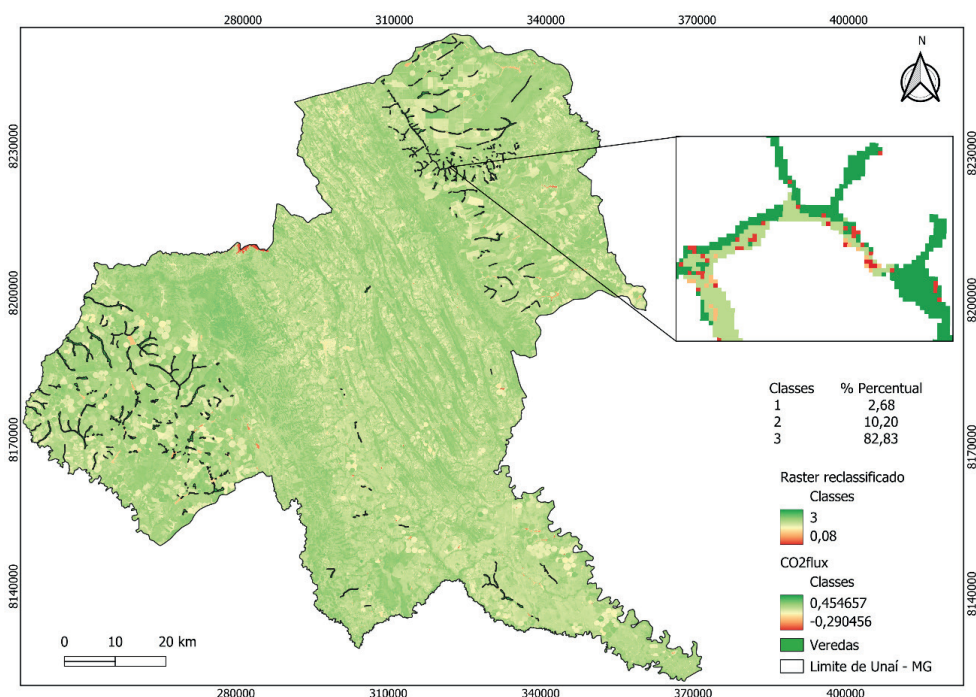 280000 310000 340000 370000 400000
N
8230000
8230000
8200000
8200000
Classes % Percentual
1 2,68
2 10,20
3 82,83
8170000
8170000
Raster reclassificado
Classes
3
0,08
CO2flux
Classes
0,454657
-0,290456
8140000
8140000
Veredas
Limite de Unaí - MG
0 10 20 km
280000 310000 340000 370000 400000